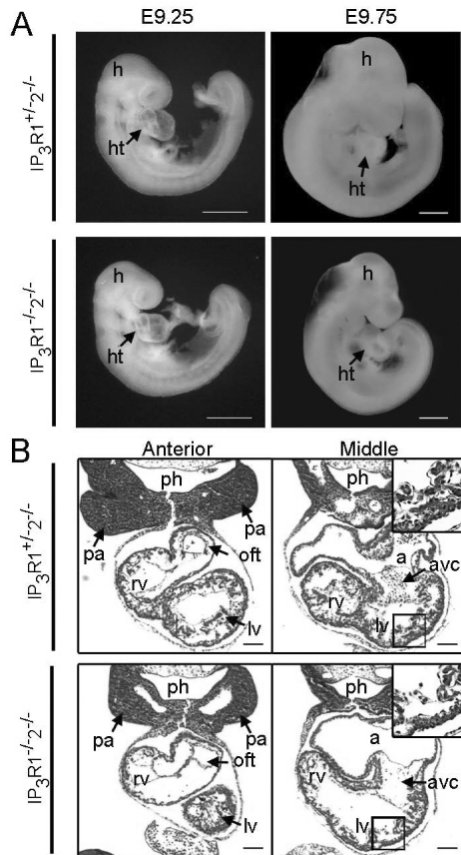 A
E9.25
E9.75
IP3R1+/-2-/-
h
ht
h
ht
IP3R1-/-2-/-
h
ht
h
ht
B
Anterior
Middle
IP3R1+/-2-/-
ph
pa
pa
oft
rv
lv
ph
a
avc
rv
lv
IP3R1-/-2-/-
ph
pa
pa
oft
rv
lv
ph
a
rv
avc
lv